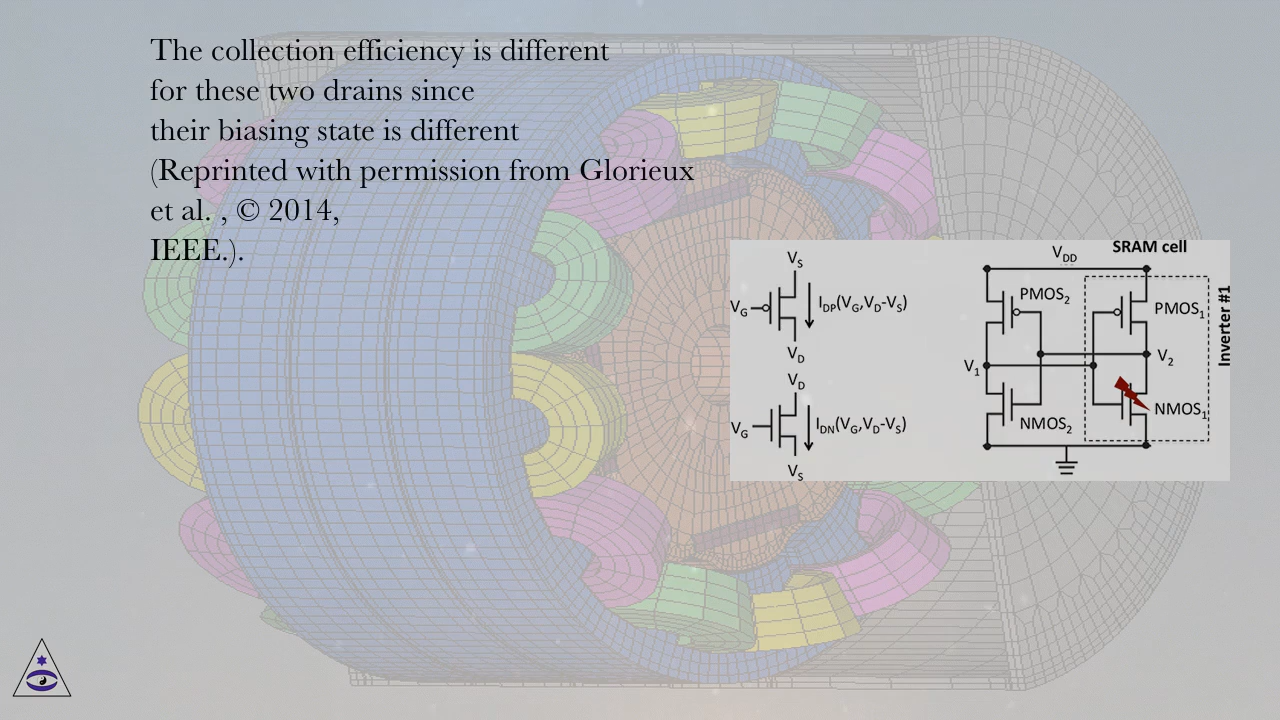 The collection efficiency is different
for these two drains since
their biasing state is different
(Reprinted with permission from Glorieux
et al. , © 2014,
IEEE.).
SRAM cell
V_S
V_DD
V_G
I_DP(V_G,V_D-V_S)
PMOS_2
PMOS_1
Inverter #1
V_D
V_1
V_2
V_D
V_G
I_DN(V_G,V_D-V_S)
NMOS_2
NMOS_1
V_S